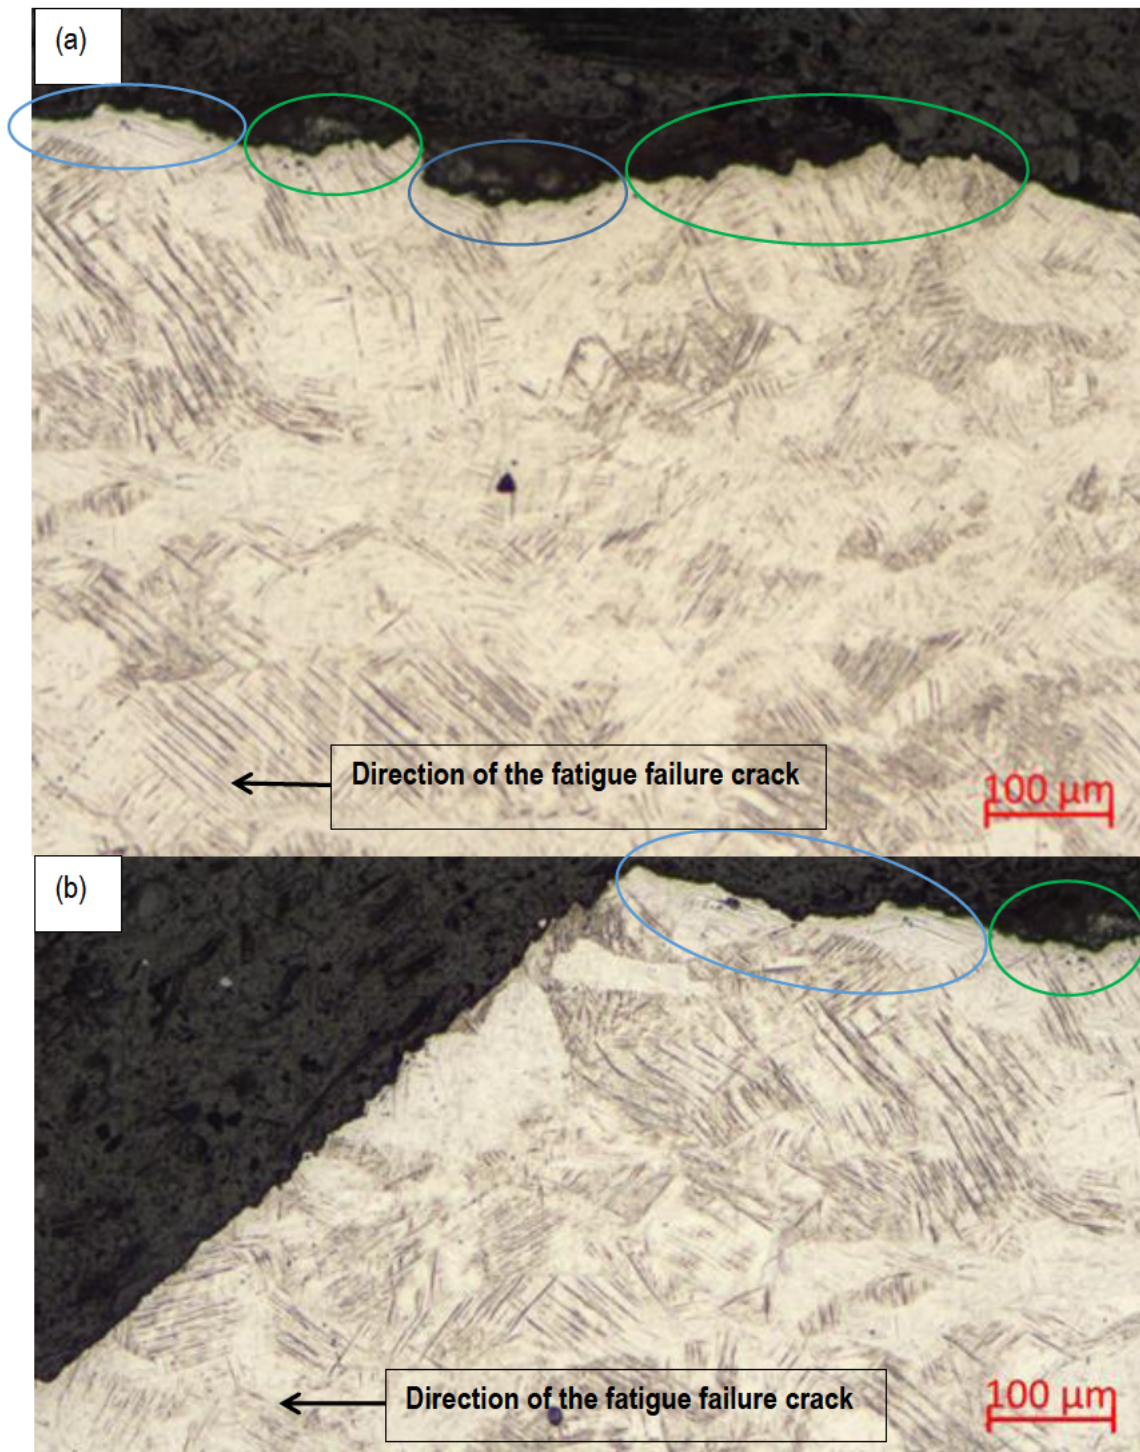 (a)
Direction of the fatigue failure crack
100 µm
(b)
Direction of the fatigue failure crack
100 µm